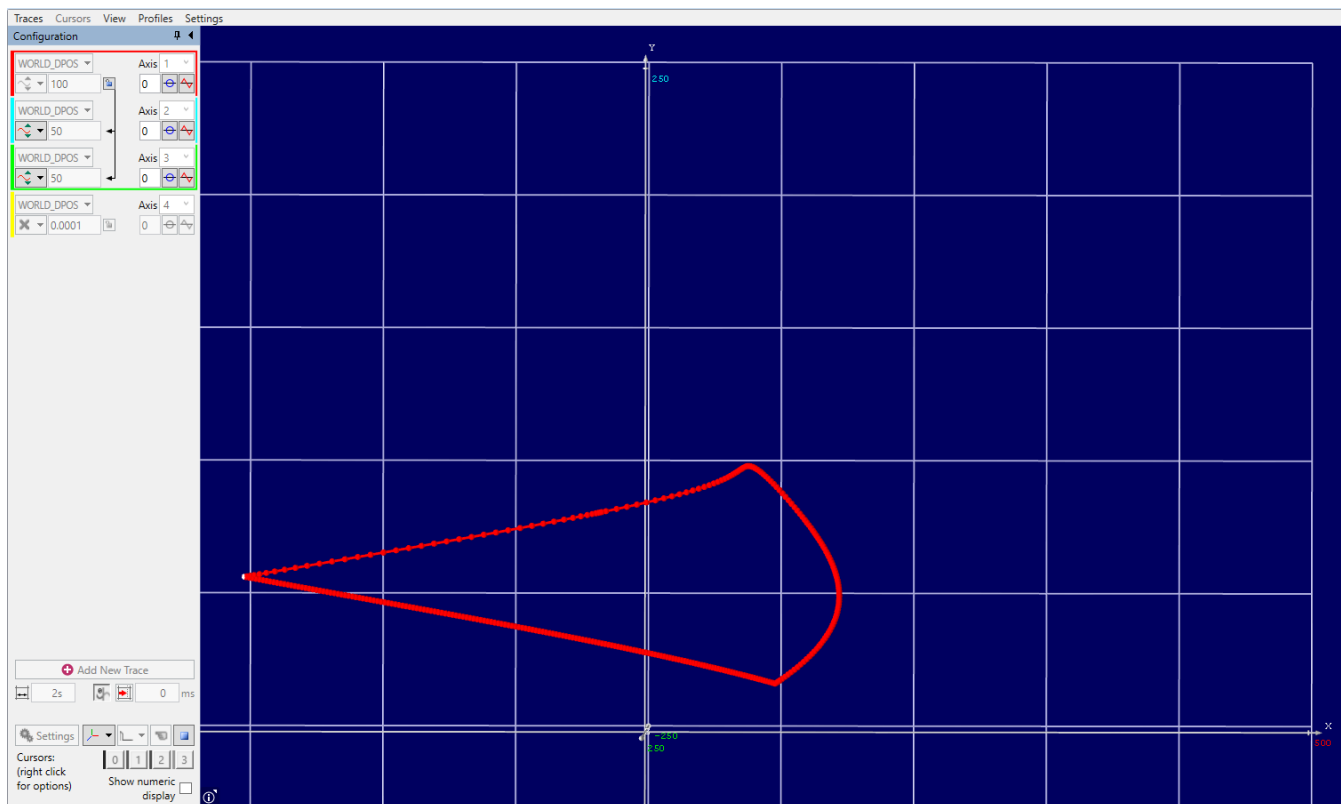 Traces Cursors View Profiles Settings
Configuration
WORLD_DPOS Axis 1
100 0
WORLD_DPOS Axis 2
50 0
WORLD_DPOS Axis 3
50 0
WORLD_DPOS Axis 4
0.0001 0
Y
250
X
500
-250
250
Add New Trace
2s 0 ms
Settings
Cursors: 0 1 2 3
(right click
for options)
Show numeric
display